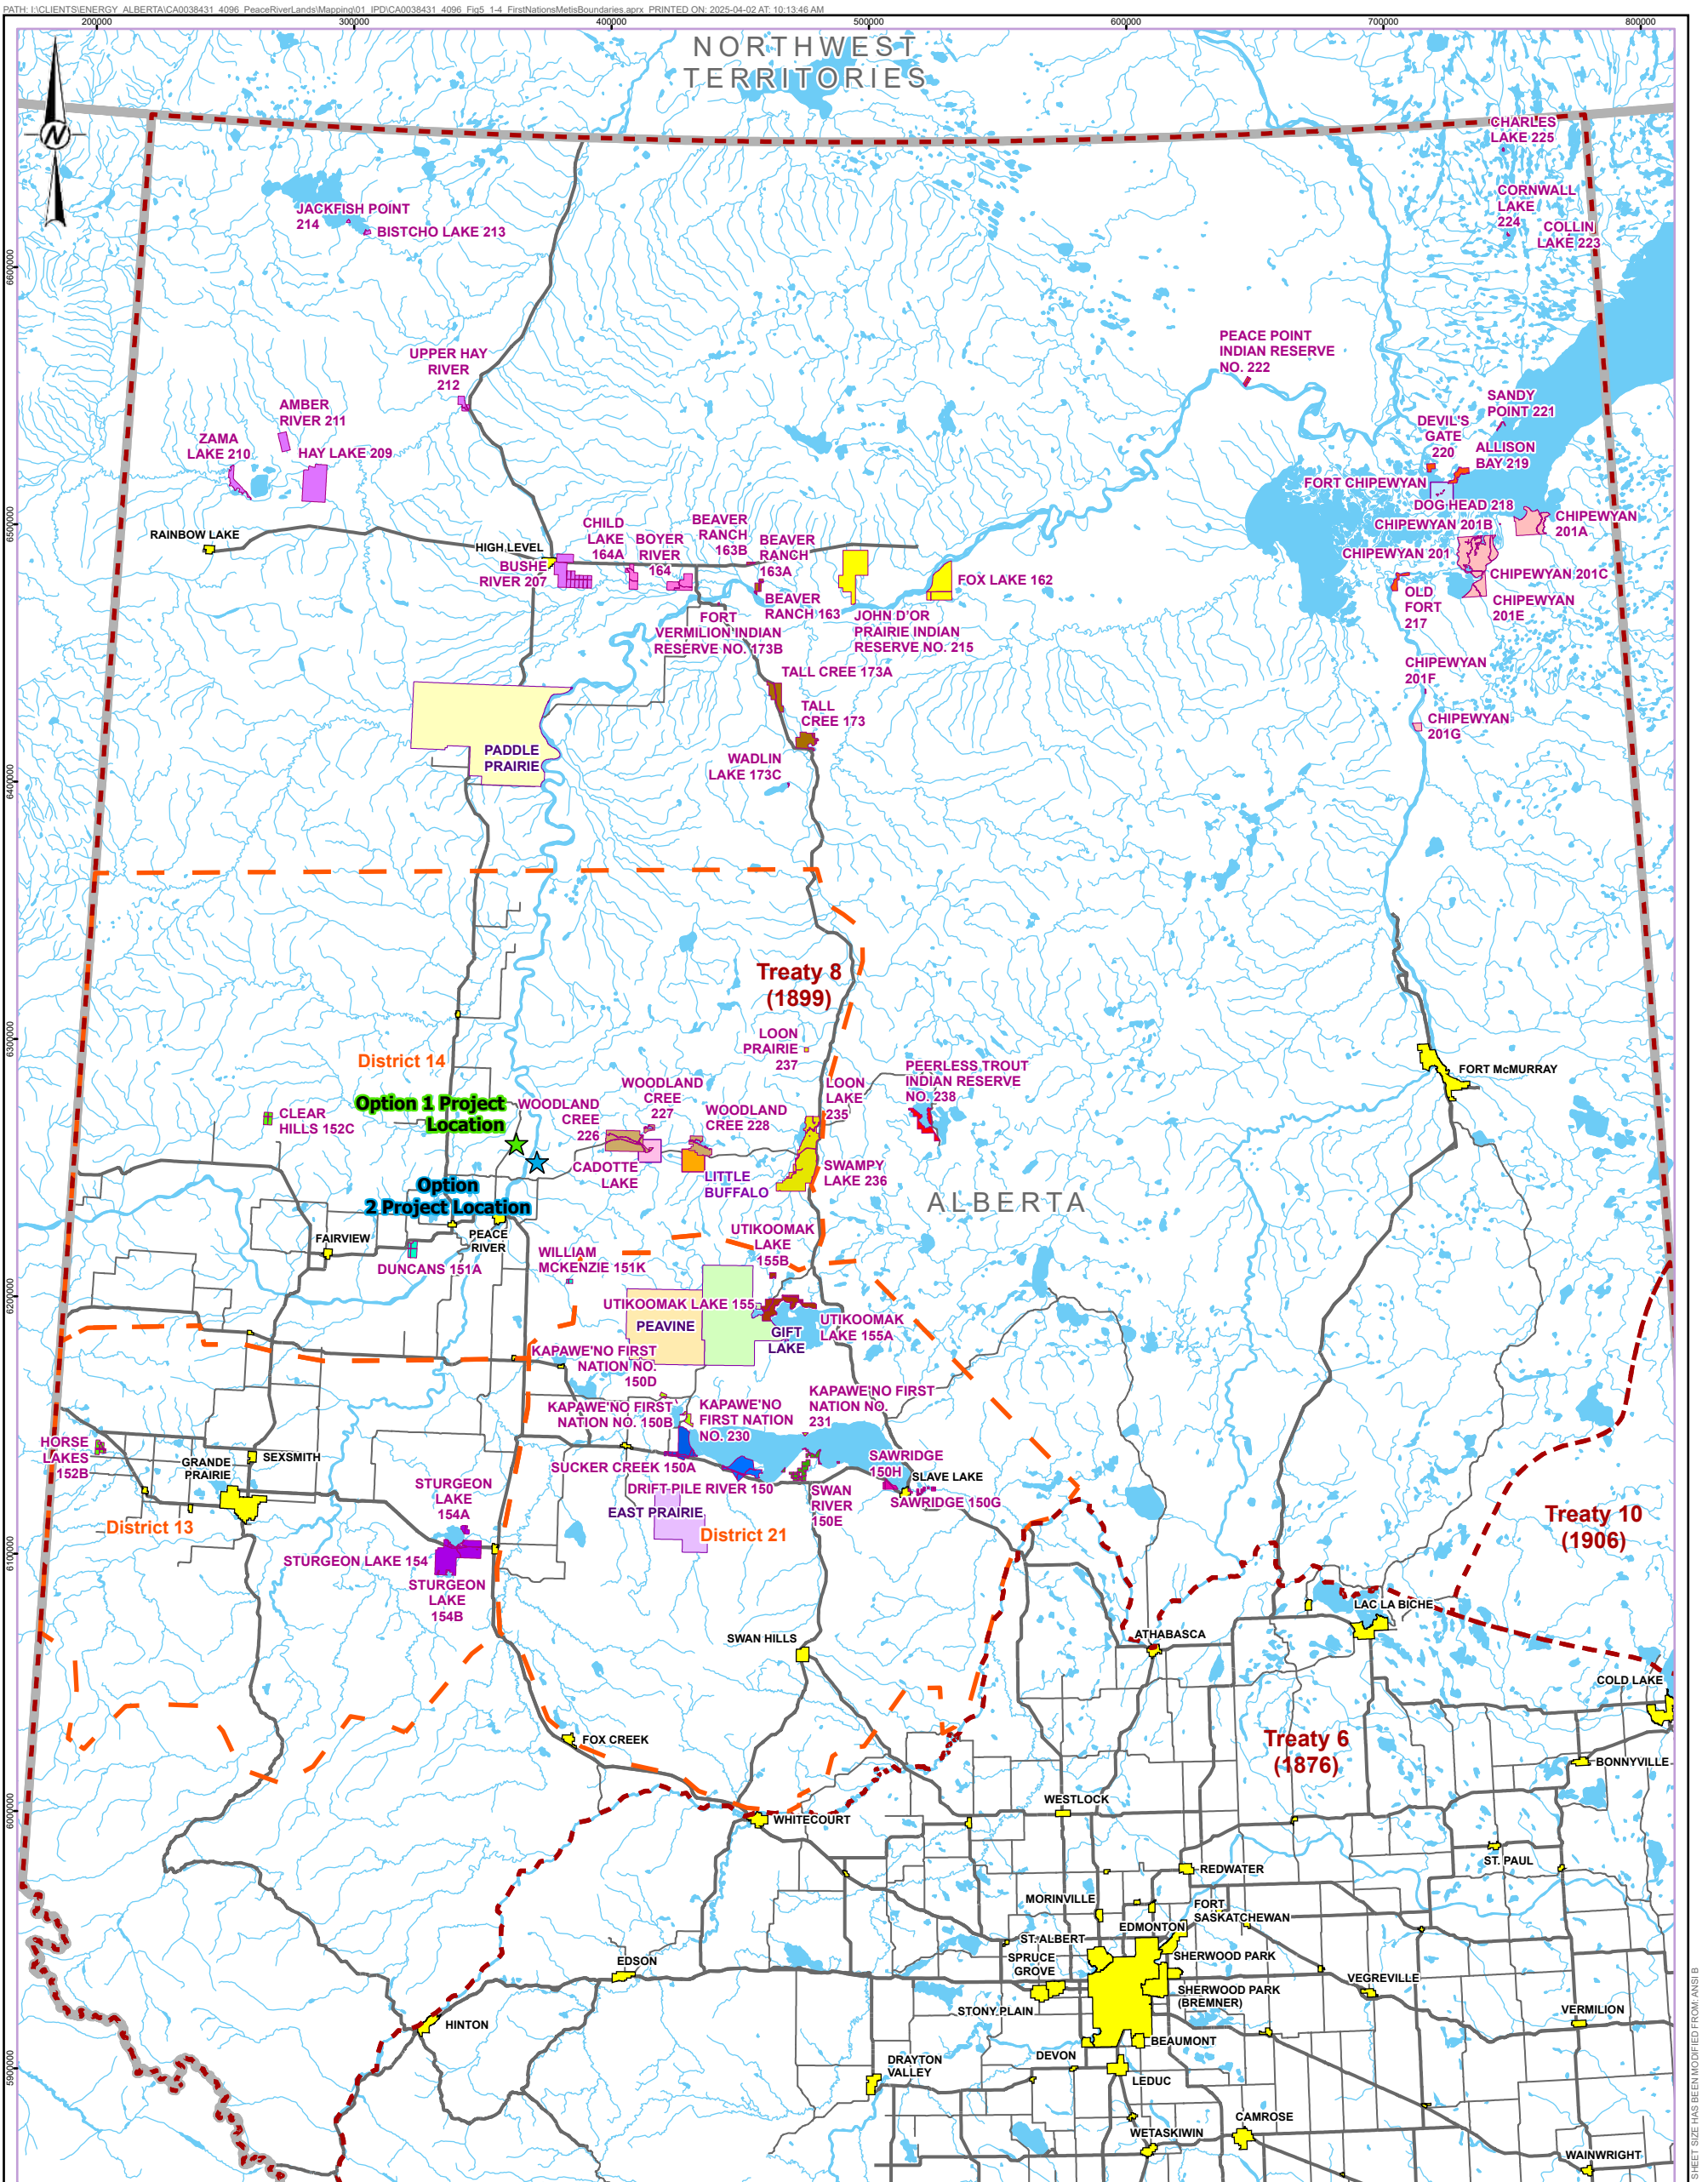 PATH: I:\CLIENTS\ENERGY_ALBERTA\CA0038431_4096_PeaceRiverLands\Mapping\01_IPD\CA0038431_4096_Fig5_1-4_FirstNationsMetisBoundaries.aprx PRINTED ON: 2025-04-02 AT: 10:13:46 AM
200000
300000
400000
500000
600000
700000
800000
NORTHWEST
TERRITORIES
N
CHARLES
LAKE 225
CORNWALL
LAKE
224
COLLIN
LAKE 223
JACKFISH POINT
214
BISTCHO LAKE 213
6600000
PEACE POINT
INDIAN RESERVE
NO. 222
UPPER HAY
RIVER
212
AMBER
RIVER 211
ZAMA
LAKE 210
HAY LAKE 209
SANDY
POINT 221
DEVIL'S
GATE
220
ALLISON
BAY 219
FORT CHIPEWYAN
DOG HEAD 218
CHIPEWYAN 201B
CHIPEWYAN
201A
CHIPEWYAN 201
CHIPEWYAN 201C
CHIPEWYAN
201E
OLD
FORT
217
6500000
RAINBOW LAKE
HIGH LEVEL
BUSHE
RIVER 207
CHILD
LAKE
164A
BOYER
RIVER
164
BEAVER
RANCH
163B
BEAVER
RANCH
163A
BEAVER
RANCH 163
FORT
VERMILION INDIAN
RESERVE NO. 173B
JOHN D'OR
PRAIRIE INDIAN
RESERVE NO. 215
FOX LAKE 162
TALL CREE 173A
TALL
CREE 173
CHIPEWYAN
201F
CHIPEWYAN
201G
PADDLE
PRAIRIE
WADLIN
LAKE 173C
6400000
Treaty 8
(1899)
6300000
LOON
PRAIRIE
237
District 14
PEERLESS TROUT
INDIAN RESERVE
NO. 238
FORT McMURRAY
LOON
LAKE
235
Option 1 Project
Location
WOODLAND
CREE
226
WOODLAND
CREE
227
WOODLAND
CREE 228
CLEAR
HILLS 152C
CADOTTE
LAKE
LITTLE
BUFFALO
SWAMPY
LAKE 236
Option
2 Project Location
ALBERTA
FAIRVIEW
PEACE
RIVER
DUNCANS 151A
WILLIAM
MCKENZIE 151K
UTIKOOMAK
LAKE
155B
6200000
UTIKOOMAK LAKE 155
PEAVINE
GIFT
LAKE
UTIKOOMAK
LAKE 155A
KAPAWE'NO FIRST
NATION NO.
150D
KAPAWE'NO FIRST
NATION NO. 150B
KAPAWE'NO
FIRST NATION
NO. 230
KAPAWE'NO FIRST
NATION NO.
231
HORSE
LAKES
152B
GRANDE
PRAIRIE
SEXSMITH
SUCKER CREEK 150A
DRIFT PILE RIVER 150
SAWRIDGE
150H
SLAVE LAKE
SAWRIDGE 150G
SWAN
RIVER
150E
STURGEON
LAKE
154A
EAST PRAIRIE
District 21
District 13
Treaty 10
(1906)
6100000
STURGEON LAKE 154
STURGEON
LAKE
154B
LAC LA BICHE
SWAN HILLS
ATHABASCA
COLD LAKE
FOX CREEK
Treaty 6
(1876)
BONNYVILLE
6000000
WHITECOURT
WESTLOCK
ST. PAUL
REDWATER
MORINVILLE
FORT
SASKATCHEWAN
EDMONTON
ST. ALBERT
SPRUCE
GROVE
SHERWOOD PARK
EDSON
VEGREVILLE
SHERWOOD PARK
(BREMNER)
STONY PLAIN
VERMILION
HINTON
BEAUMONT
DEVON
5900000
DRAYTON
VALLEY
LEDUC
CAMROSE
WETASKIWIN
WAINWRIGHT
SHEET SIZE HAS BEEN MODIFIED FROM: ANSI B